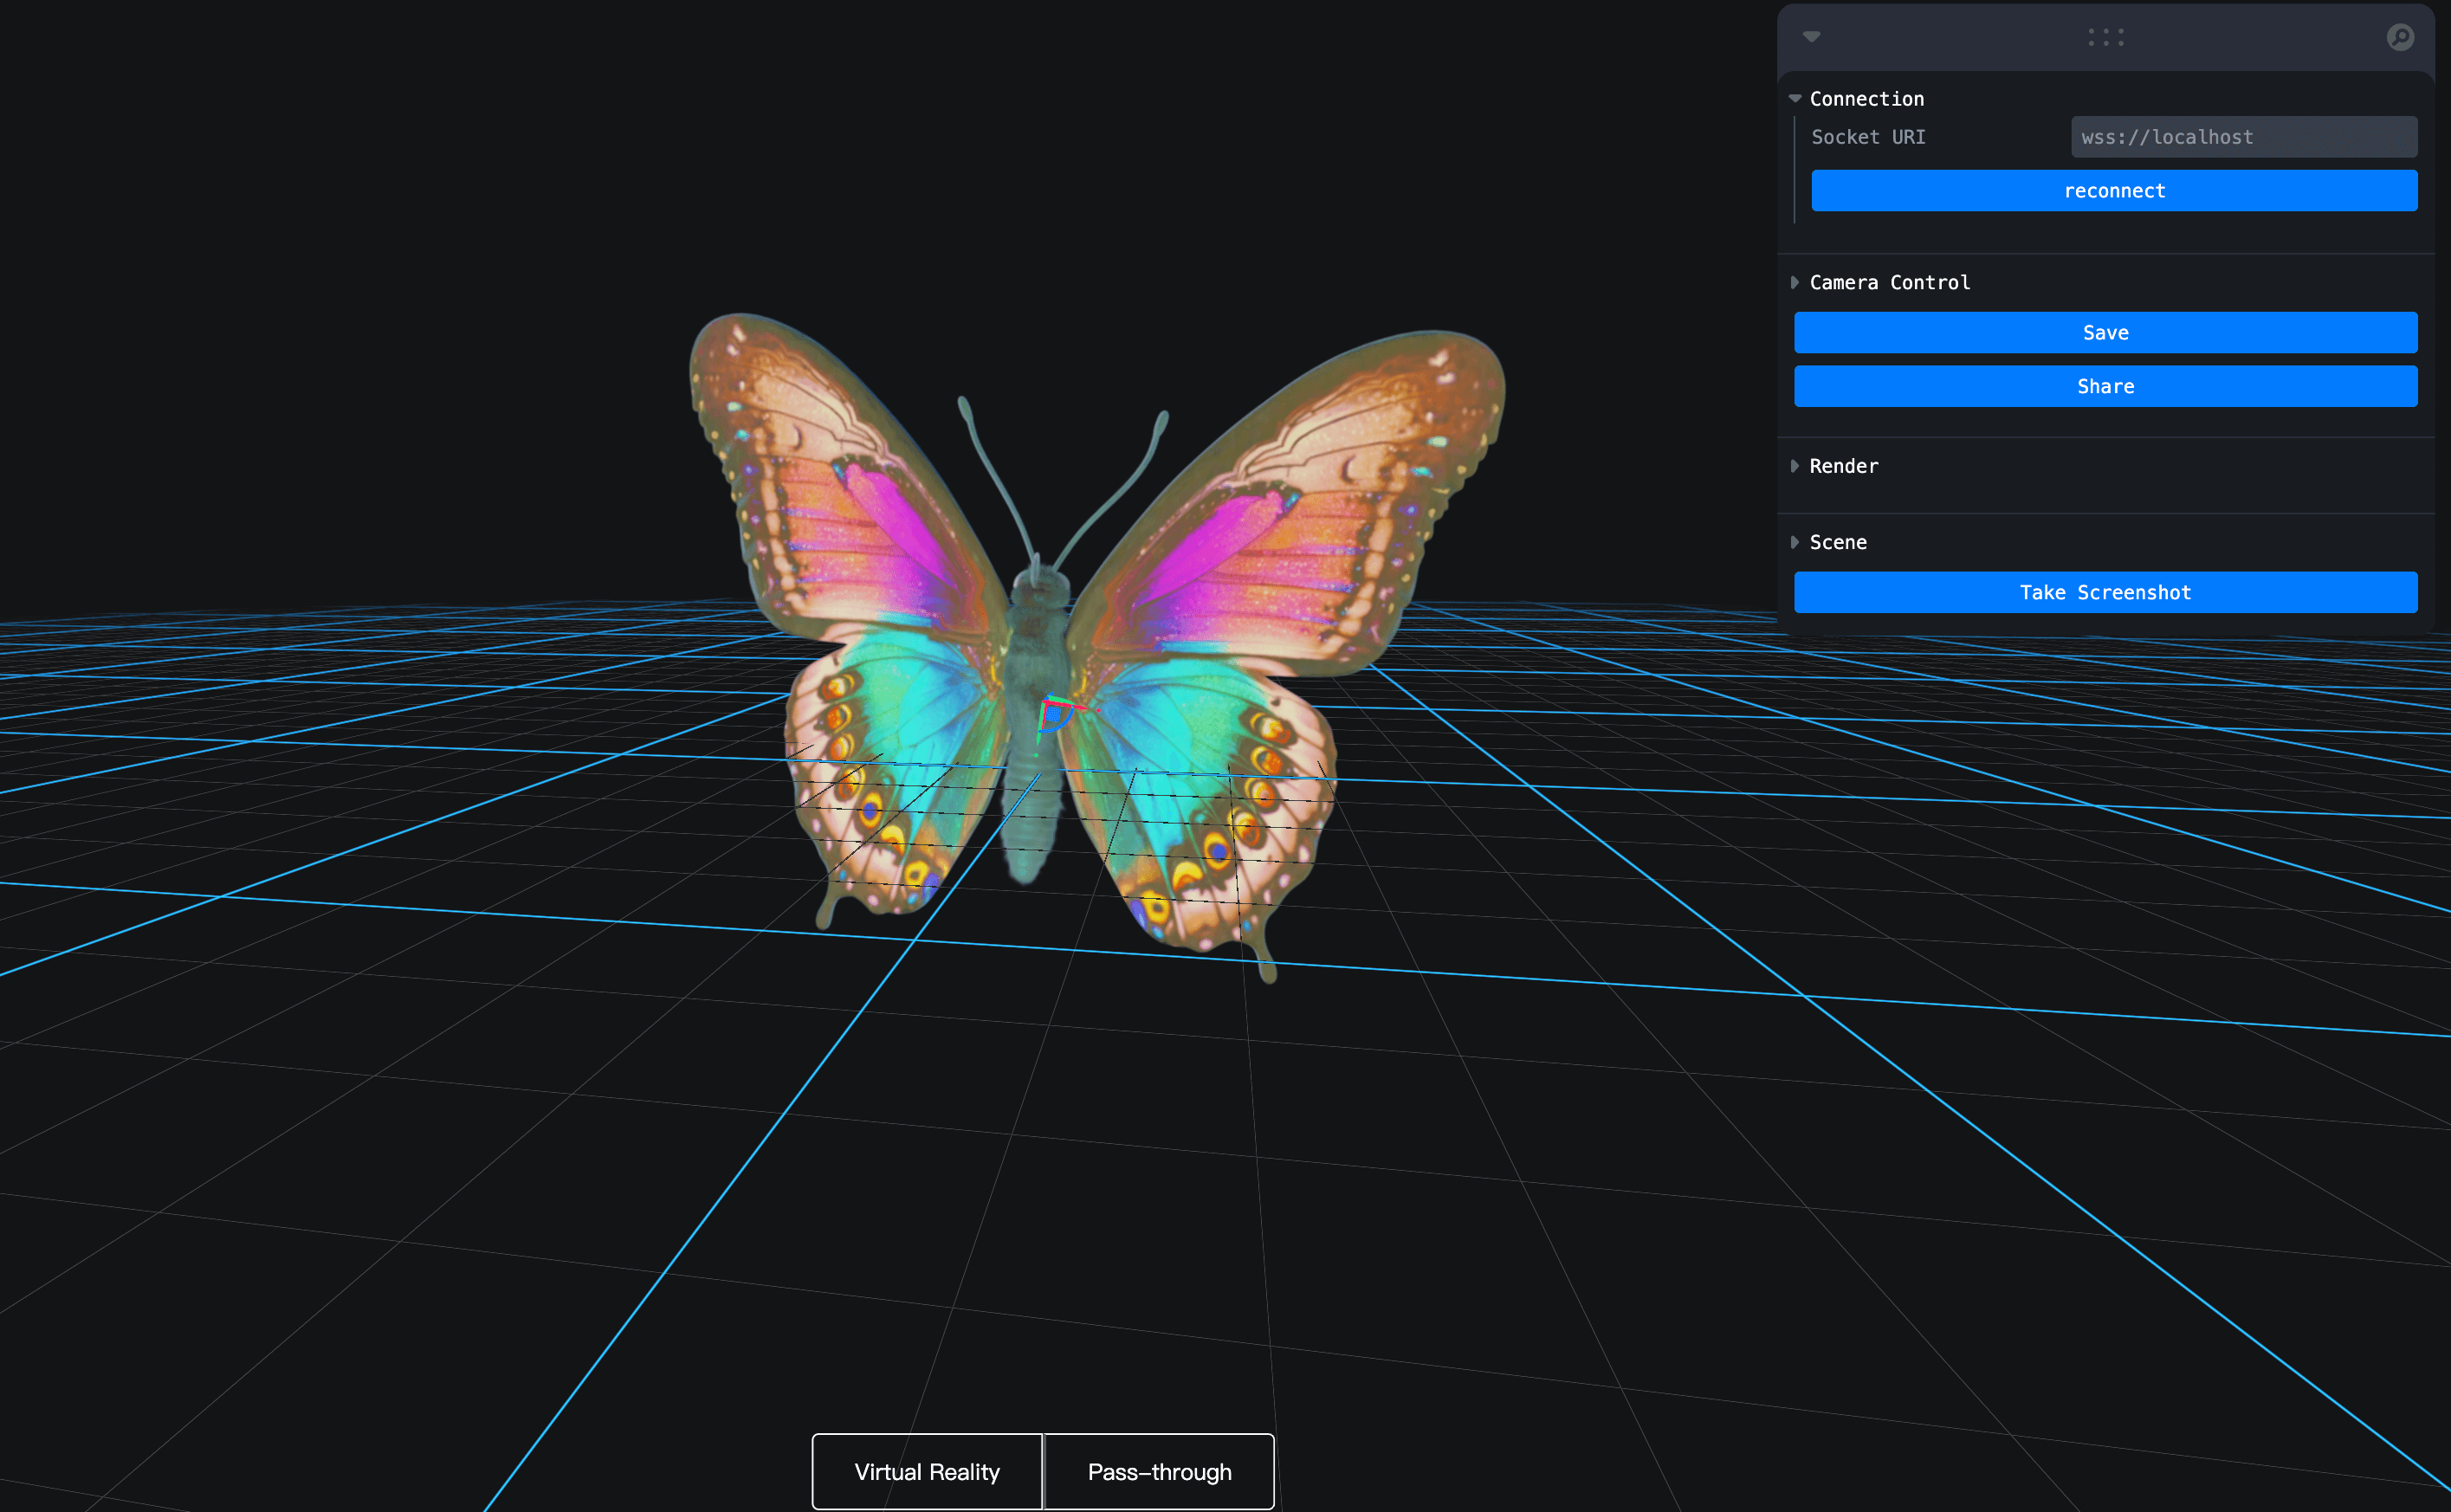 Connection
Socket URI wss://localhost
reconnect
Camera Control
Save
Share
Render
Scene
Take Screenshot
Virtual Reality Pass-through